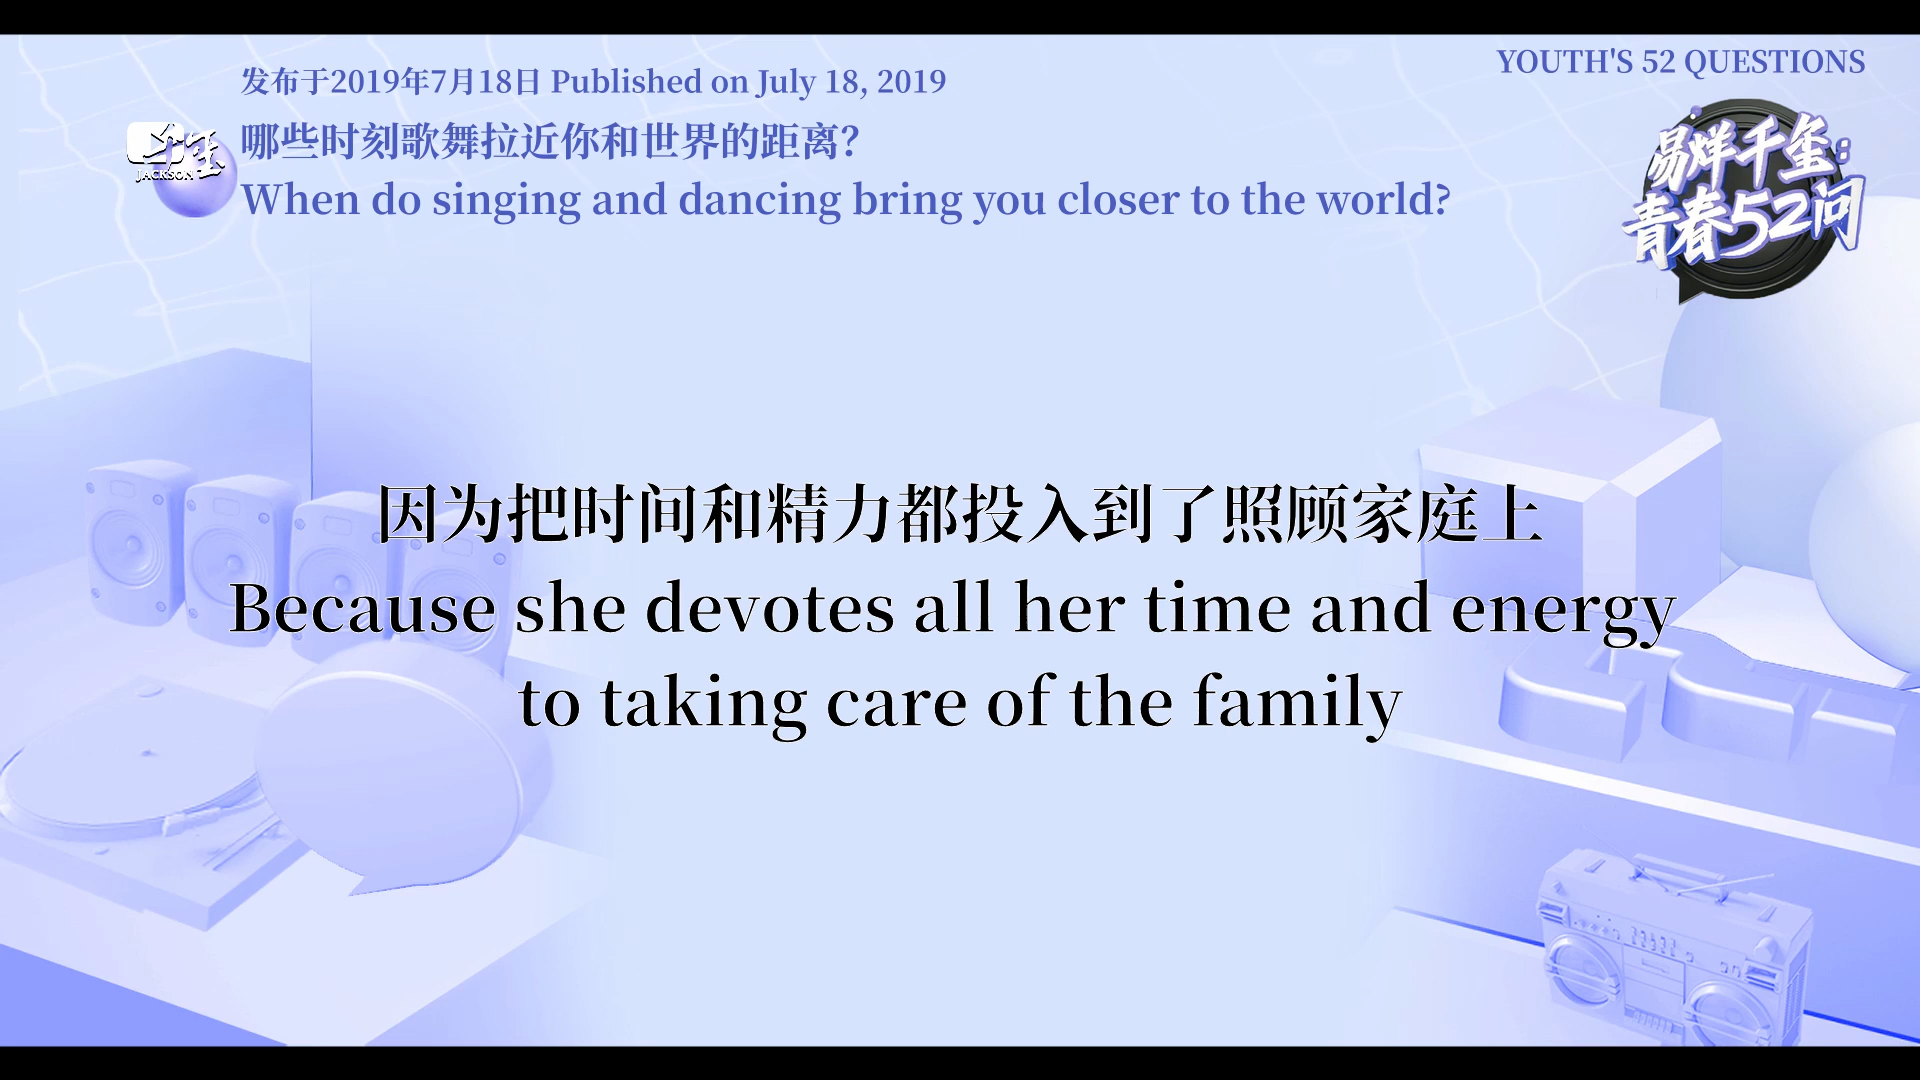 YOUTH'S 52 QUESTIONS
发布于2019年7月18日 Published on July 18, 2019
哪些时刻歌舞拉近你和世界的距离?
When do singing and dancing bring you closer to the world?
千玺
JACKSON
易烊千玺:
青春52问
因为把时间和精力都投入到了照顾家庭上
Because she devotes all her time and energy
to taking care of the family